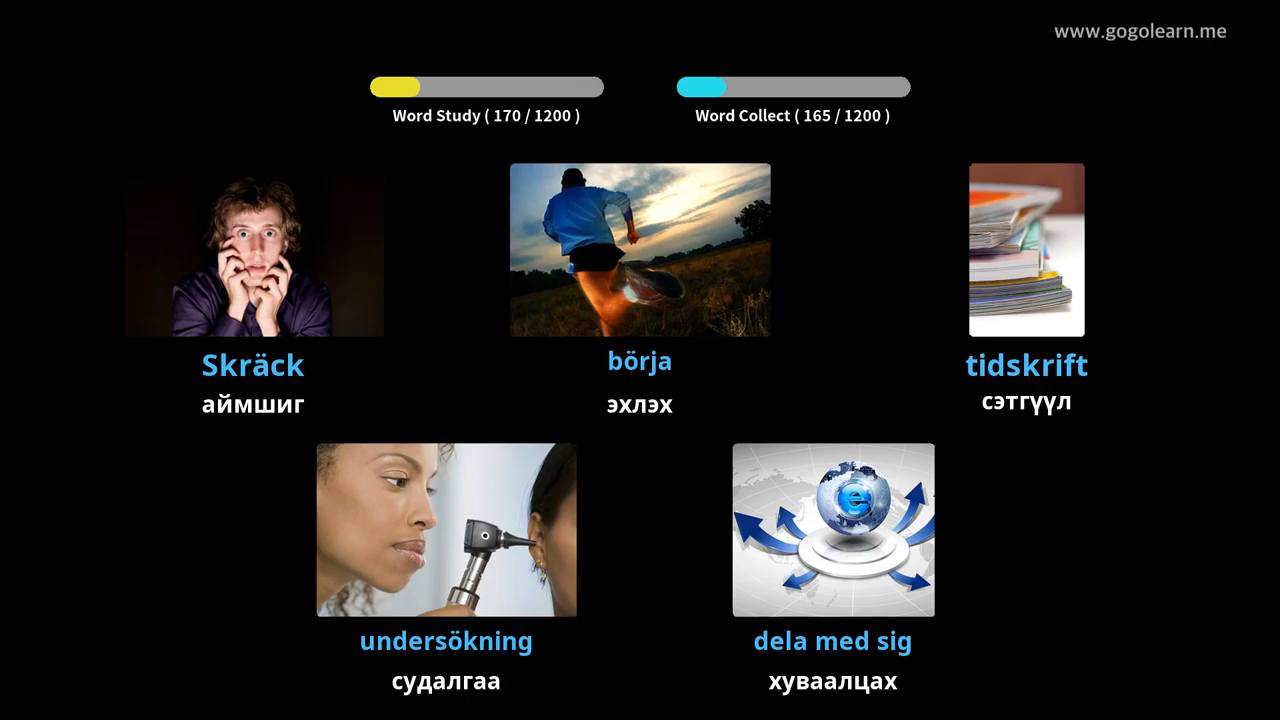 www.gogolearn.me
Word Study ( 170 / 1200 )
Word Collect ( 165 / 1200 )
Skräck
börja
tidskrift
аймшиг
эхлэх
сэтгүүл
undersökning
dela med sig
судалгаа
хуваалцах